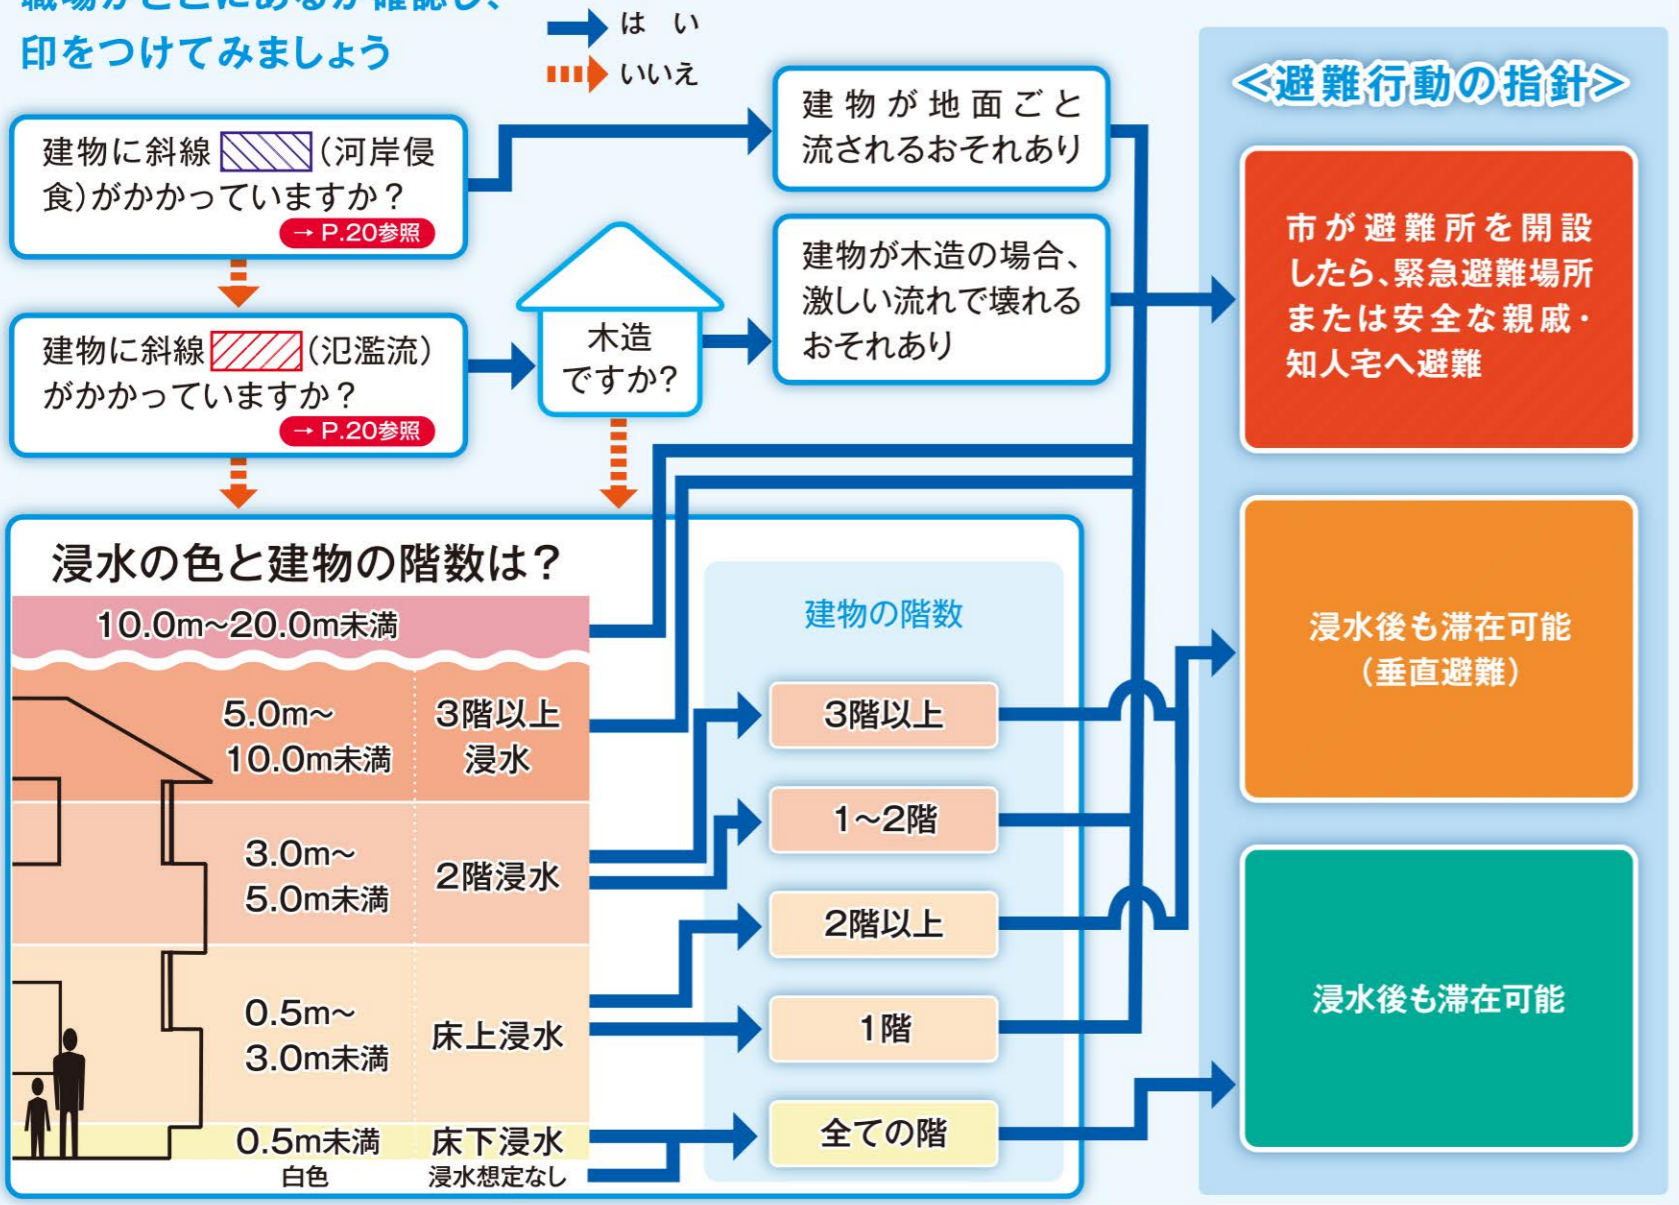 職場がどこにあるか確認し、
印をつけてみましょう
は い
いいえ
建物に斜線 (河岸侵
食)がかかっていますか?
→ P.20参照
建物に斜線 (氾濫流)
がかかっていますか?
→ P.20参照
木造
ですか?
建物が地面ごと
流されるおそれあり
建物が木造の場合、
激しい流れで壊れる
おそれあり
浸水の色と建物の階数は?
10.0m~20.0m未満
5.0m~
10.0m未満
3階以上
浸水
3.0m~
5.0m未満
2階浸水
0.5m~
3.0m未満
床上浸水
0.5m未満
床下浸水
白色
浸水想定なし
建物の階数
3階以上
1~2階
2階以上
1階
全ての階
<避難行動の指針>
市が避難所を開設
したら、緊急避難場所
または安全な親戚・
知人宅へ避難
浸水後も滞在可能
(垂直避難)
浸水後も滞在可能